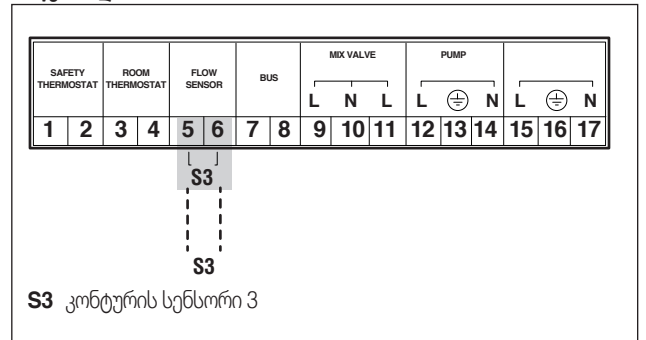 SAFETY THERMOSTAT ROOM THERMOSTAT FLOW SENSOR BUS MIX VALVE PUMP
L N L L N L N
1 2 3 4 5 6 7 8 9 10 11 12 13 14 15 16 17
S3
S3
S3 კონტურის სენსორი 3